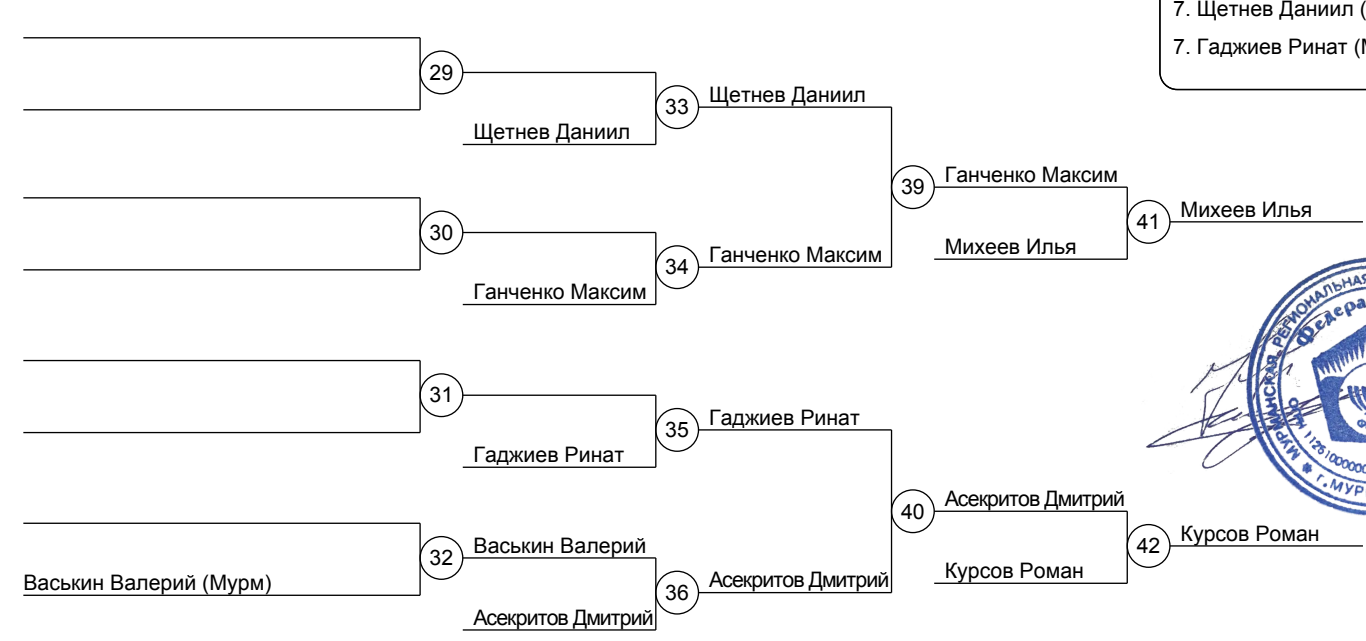 7. Щетнев Даниил (
7. Гаджиев Ринат (
29
33
Щетнев Даниил
Щетнев Даниил
39
Ганченко Максим
30
34
Ганченко Максим
Ганченко Максим
Михеев Илья
41
Михеев Илья
31
35
Гаджиев Ринат
Гаджиев Ринат
40
Асекритов Дмитрий
32
Васькин Валерий
36
Асекритов Дмитрий
Васькин Валерий (Мурм)
Асекритов Дмитрий
Курсов Роман
42
Курсов Роман
МУРМАНСКАЯ РЕГИОНАЛЬНАЯ